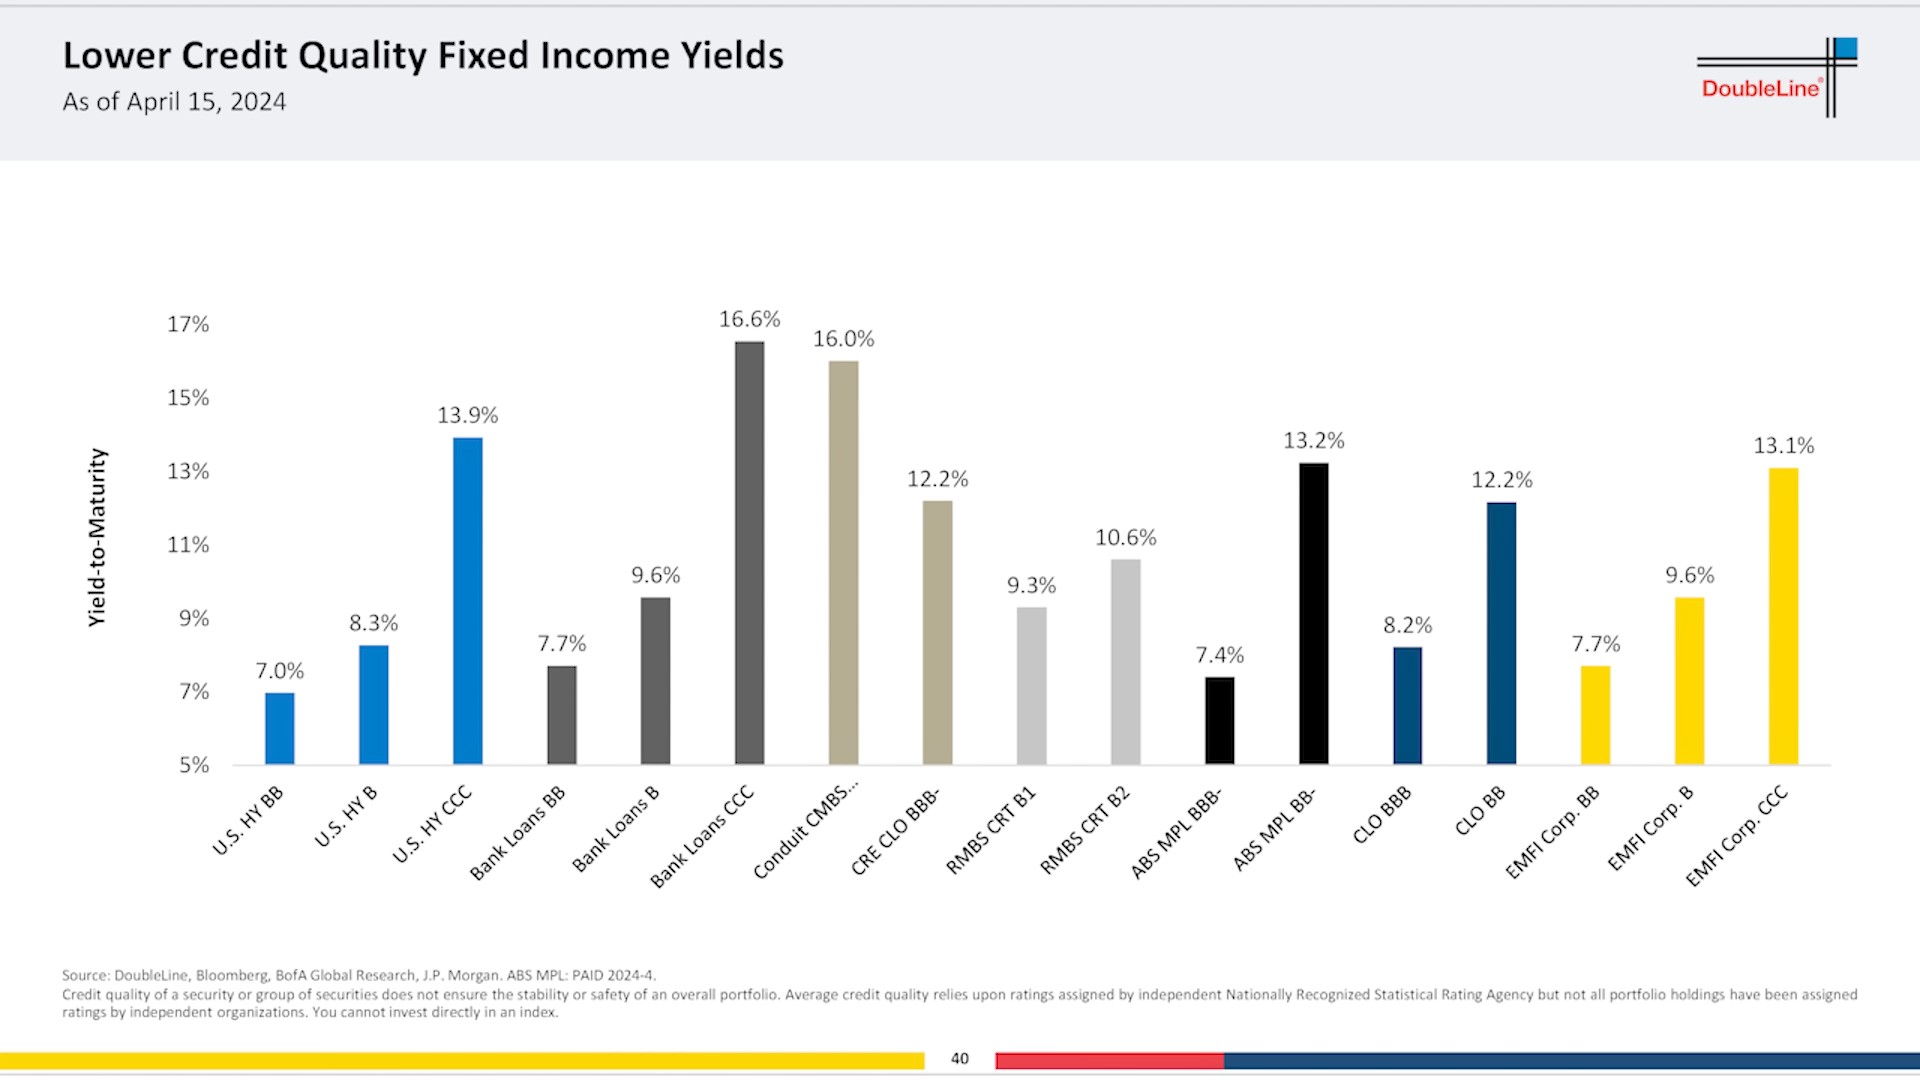 Lower Credit Quality Fixed Income Yields
As of April 15, 2024
DoubleLine®
Yield-to-Maturity
17%
15%
13%
11%
9%
7%
5%
7.0%
8.3%
13.9%
7.7%
9.6%
16.6%
16.0%
12.2%
9.3%
10.6%
7.4%
13.2%
8.2%
12.2%
7.7%
9.6%
13.1%
U.S. HY BB
U.S. HY B
U.S. HY CCC
Bank Loans BB
Bank Loans B
Bank Loans CCC
Conduit CMBS...
CRE CLO BBB-
RMBS CRT B1
RMBS CRT B2
ABS MPL BBB-
ABS MPL BB-
CLO BBB
CLO BB
EMFI Corp. BB
EMFI Corp. B
EMFI Corp. CCC
Source: DoubleLine, Bloomberg, BofA Global Research, J.P. Morgan. ABS MPL: PAID 2024-4.
Credit quality of a security or group of securities does not ensure the stability or safety of an overall portfolio. Average credit quality relies upon ratings assigned by independent Nationally Recognized Statistical Rating Agency but not all portfolio holdings have been assigned
ratings by independent organizations. You cannot invest directly in an index.
40